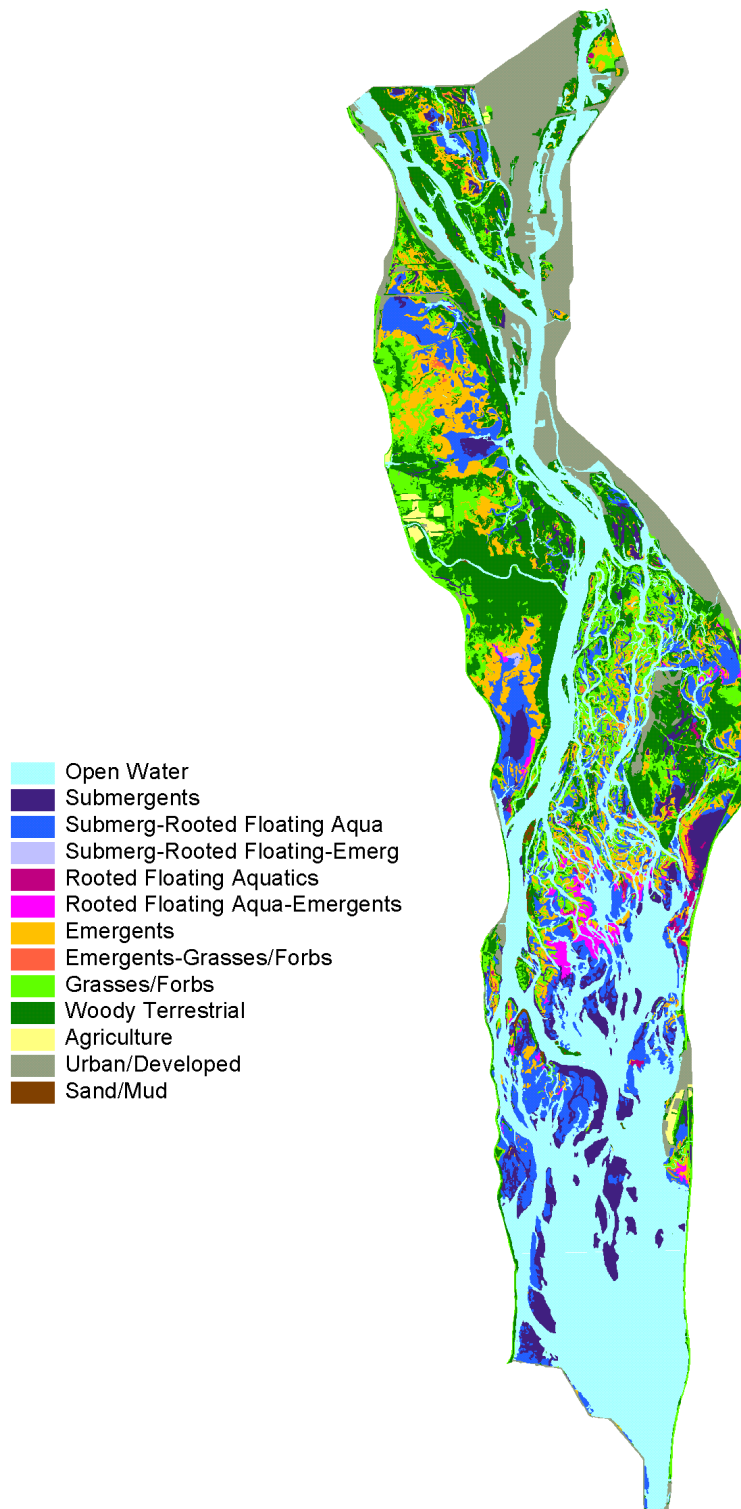 Open Water
Submergents
Submerg-Rooted Floating Aqua
Submerg-Rooted Floating-Emerg
Rooted Floating Aquatics
Rooted Floating Aqua-Emergents
Emergents
Emergents-Grasses/Forbs
Grasses/Forbs
Woody Terrestrial
Agriculture
Urban/Developed
Sand/Mud